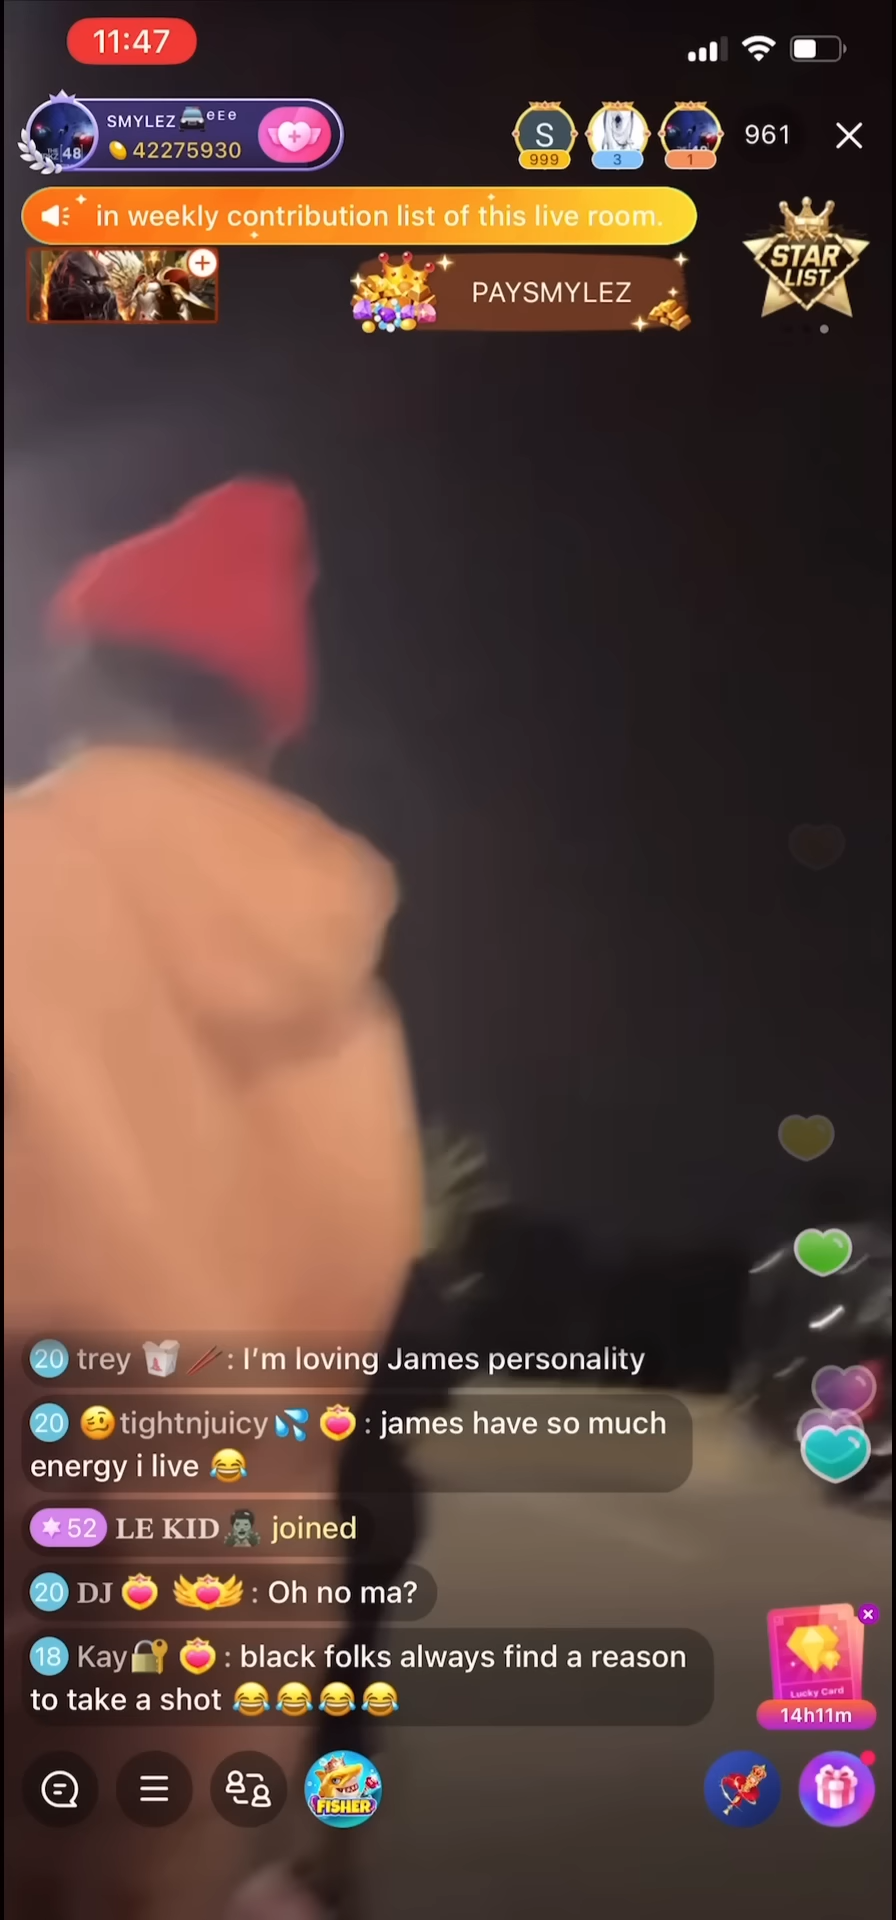 11:47
SMYLEZ🚘ᵉᴱᵉ
48
42275930
S
999
3
1
961
in weekly contribution list of this live room.
PAYSMYLEZ
STAR
LIST
20 trey 🥡🥢: I'm loving James personality
20 🥴tightnjuicy💦: james have so much
energy i live 😂
52 LE KID🧟 joined
20 DJ : Oh no ma?
18 Kay🔐 : black folks always find a reason
to take a shot 😂😂😂😂
Lucky Card
14h11m
FISHER